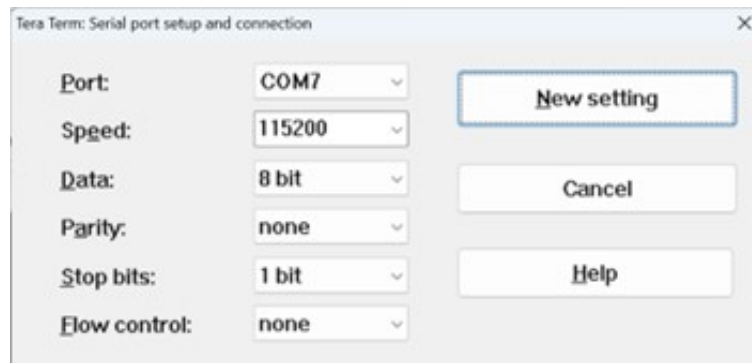 Tera Term: Serial port setup and connection
Port: COM7
New setting
Speed: 115200
Data: 8 bit
Cancel
Parity: none
Stop bits: 1 bit
Help
Flow control: none